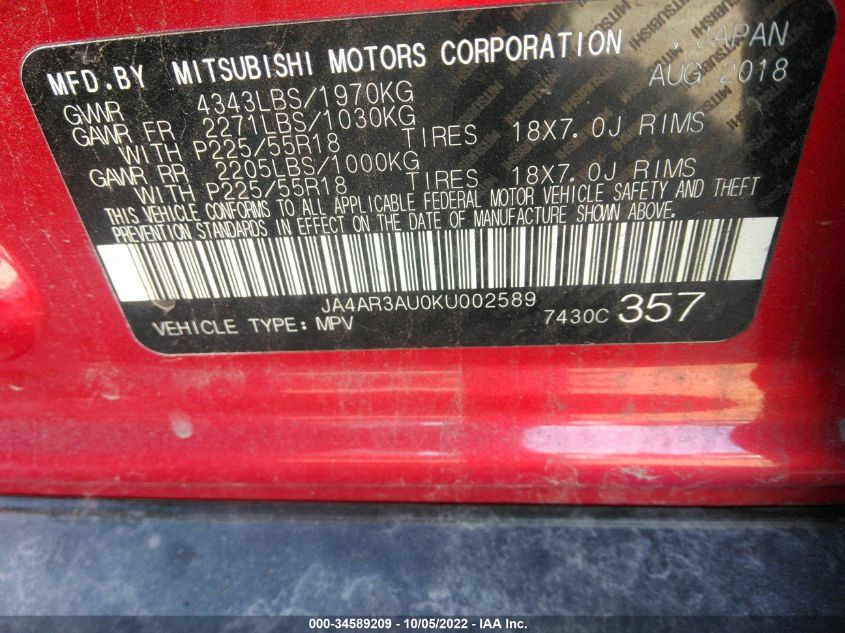 MFD.BY MITSUBISHI MOTORS CORPORATION , JAPAN
AUG 2018
GVWR 4343LBS/1970KG
GAWR FR 2271LBS/1030KG
WITH P225/55R18 TIRES 18X7.0J RIMS
GAWR RR 2205LBS/1000KG
WITH P225/55R18 TIRES 18X7.0J RIMS
THIS VEHICLE CONFORMS TO ALL APPLICABLE FEDERAL MOTOR VEHICLE SAFETY AND THEFT
PREVENTION STANDARDS IN EFFECT ON THE DATE OF MANUFACTURE SHOWN ABOVE.
JA4AR3AU0KU002589
VEHICLE TYPE: MPV 7430C 357
000-34589209 - 10/05/2022 - IAA Inc.